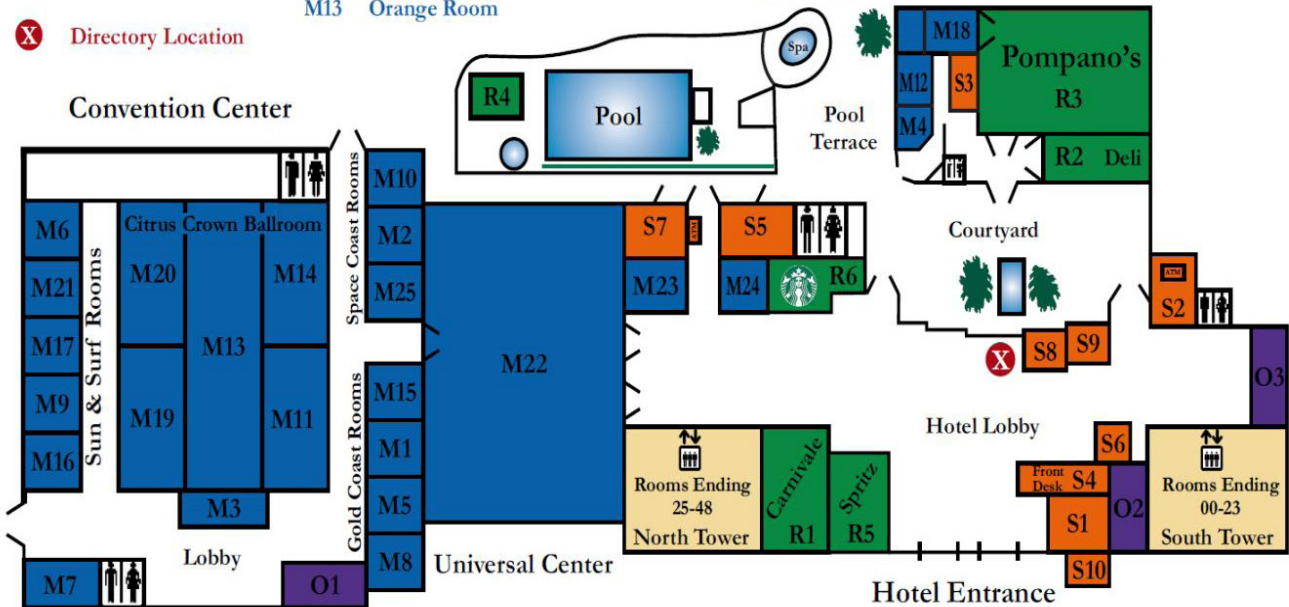 M13 Orange Room
X Directory Location
Convention Center
Spa
Pool
R4
Pool
Terrace
M18
M12
S3
M4
Pompano's
R3
R2 Deli
Courtyard
M6
M21
M17
M9
M16
Sun & Surf Rooms
Citrus Crown Ballroom
M20
M14
M13
M19
M11
M3
Lobby
M7
O1
Space Coast Rooms
M10
M2
M25
Gold Coast Rooms
M15
M1
M5
M8
M22
Universal Center
S7
ATM
S5
M23
M24
R6
ATM
S2
X
S8
S9
O3
Hotel Lobby
Rooms Ending
25-48
North Tower
Carnivale
R1
Spritz
R5
S6
Front
Desk S4
S1
O2
S10
Rooms Ending
00-23
South Tower
Hotel Entrance